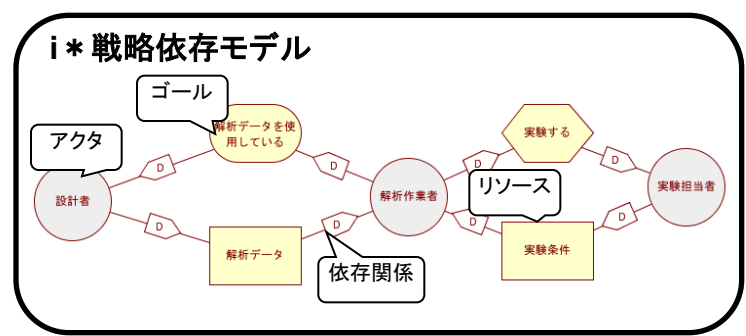 i＊戦略依存モデル
ゴール
アクタ
解析データを使
用している
実験する
D
D
D
D
設計者
解析作業者
リソース
実験担当者
D
D
D
D
解析データ
実験条件
依存関係